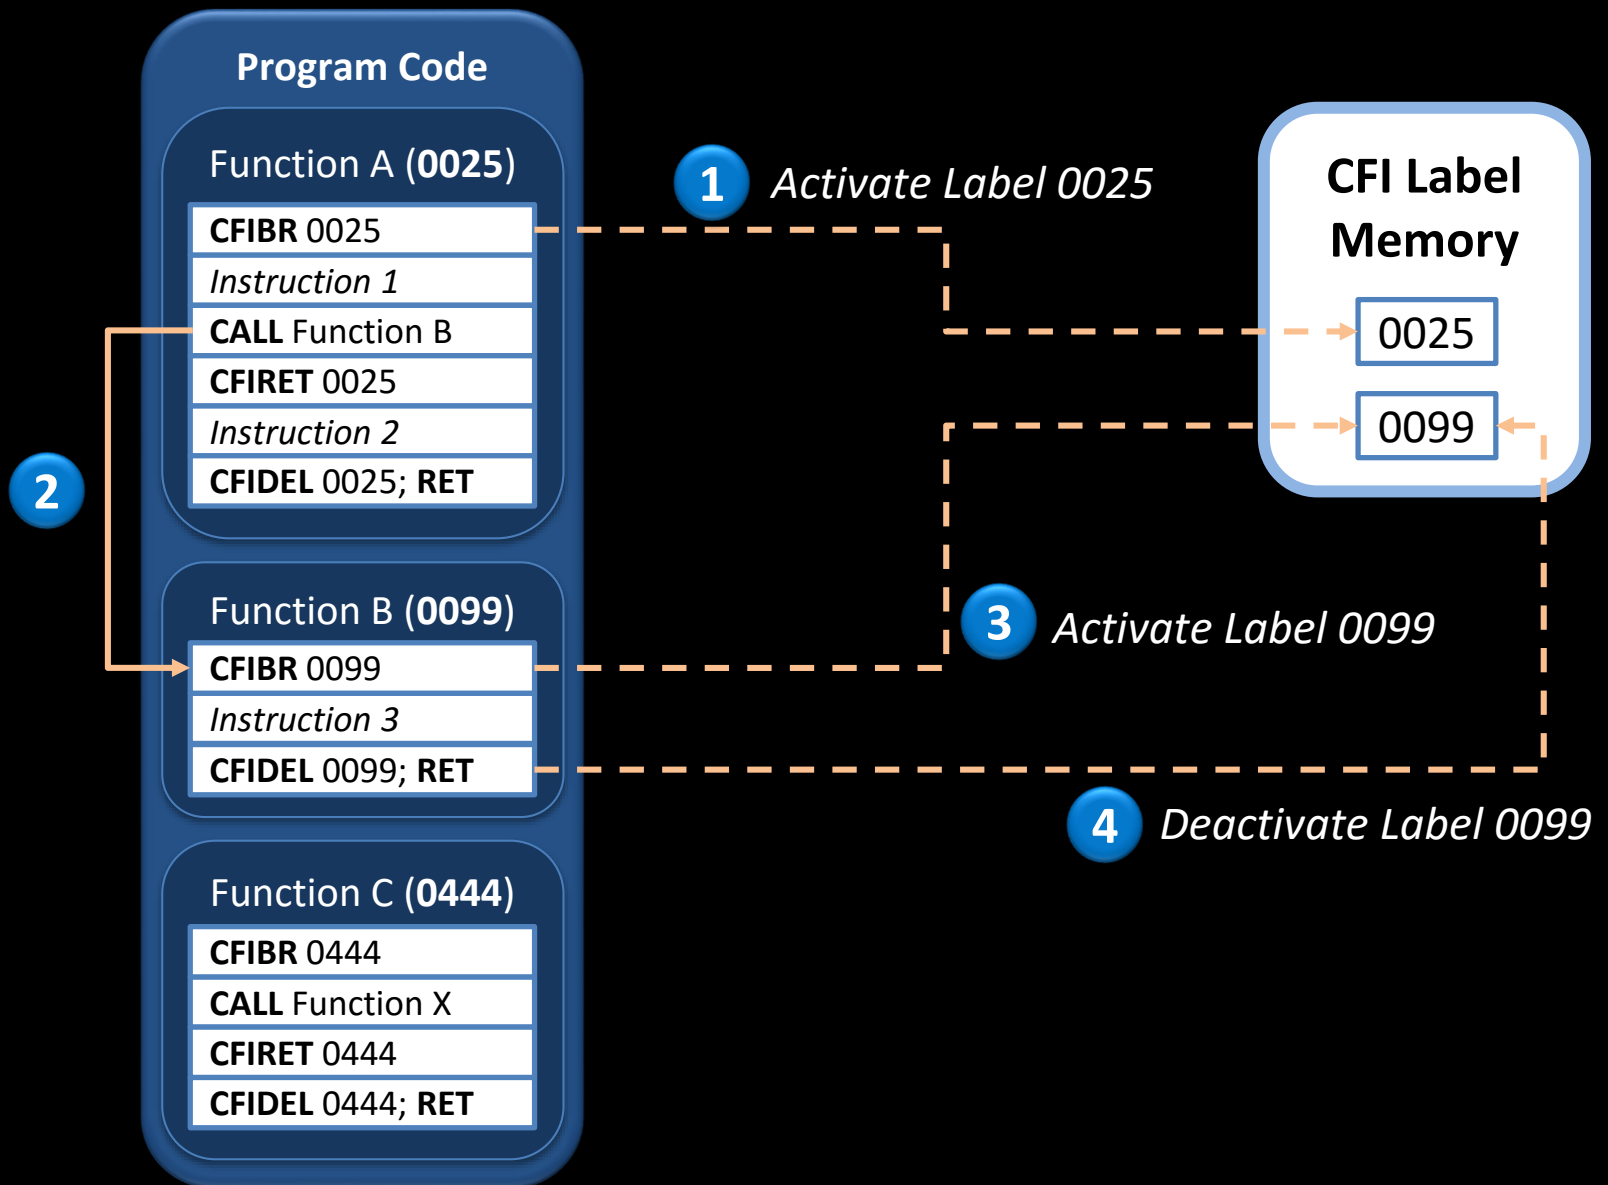 Program Code
Function A (0025)
CFIBR 0025
Instruction 1
CALL Function B
CFIRET 0025
Instruction 2
CFIDEL 0025; RET
2
Function B (0099)
CFIBR 0099
Instruction 3
CFIDEL 0099; RET
Function C (0444)
CFIBR 0444
CALL Function X
CFIRET 0444
CFIDEL 0444; RET
1 Activate Label 0025
CFI Label
Memory
0025
0099
3 Activate Label 0099
4 Deactivate Label 0099